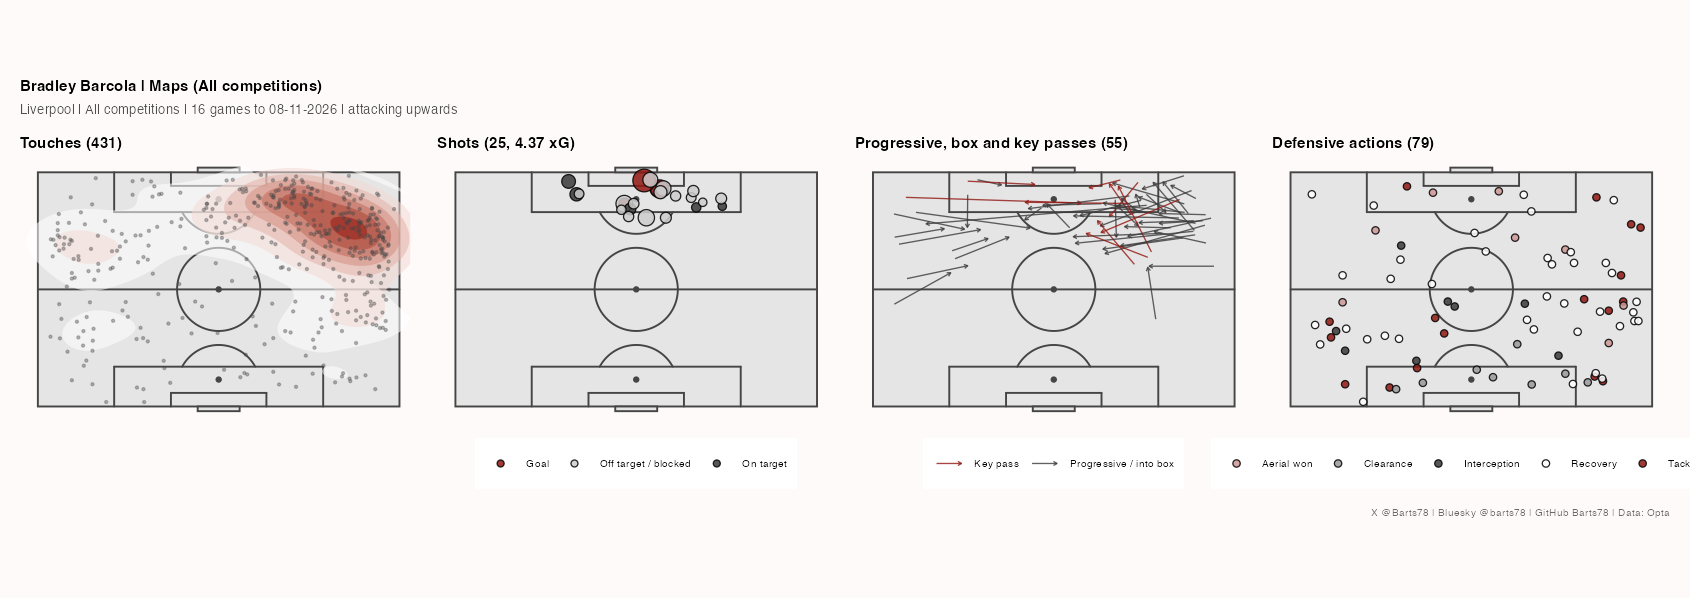 Bradley Barcola | Maps (All competitions)
Liverpool | All competitions | 16 games to 08-11-2026 | attacking upwards
Touches (431)
Shots (25, 4.37 xG)
Progressive, box and key passes (55)
Defensive actions (79)
Goal
Off target / blocked
On target
Key pass
Progressive / into box
Aerial won
Clearance
Interception
Recovery
Tack
X @Barts78 | Bluesky @barts78 | GitHub Barts78 | Data: Opta